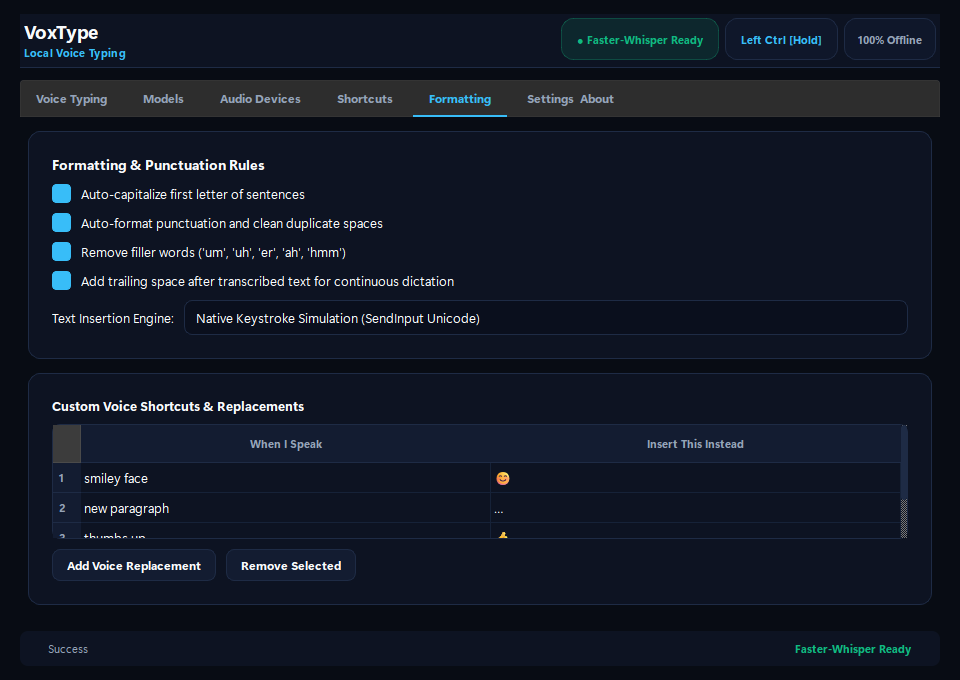 VoxType
Local Voice Typing
● Faster-Whisper Ready
Left Ctrl [Hold]
100% Offline
Voice Typing Models Audio Devices Shortcuts Formatting Settings About
Formatting & Punctuation Rules
Auto-capitalize first letter of sentences
Auto-format punctuation and clean duplicate spaces
Remove filler words ('um', 'uh', 'er', 'ah', 'hmm')
Add trailing space after transcribed text for continuous dictation
Text Insertion Engine: Native Keystroke Simulation (SendInput Unicode)
Custom Voice Shortcuts & Replacements
When I Speak Insert This Instead
1 smiley face 😊
2 new paragraph ...
3 thumbs up 👍
Add Voice Replacement Remove Selected
Success Faster-Whisper Ready